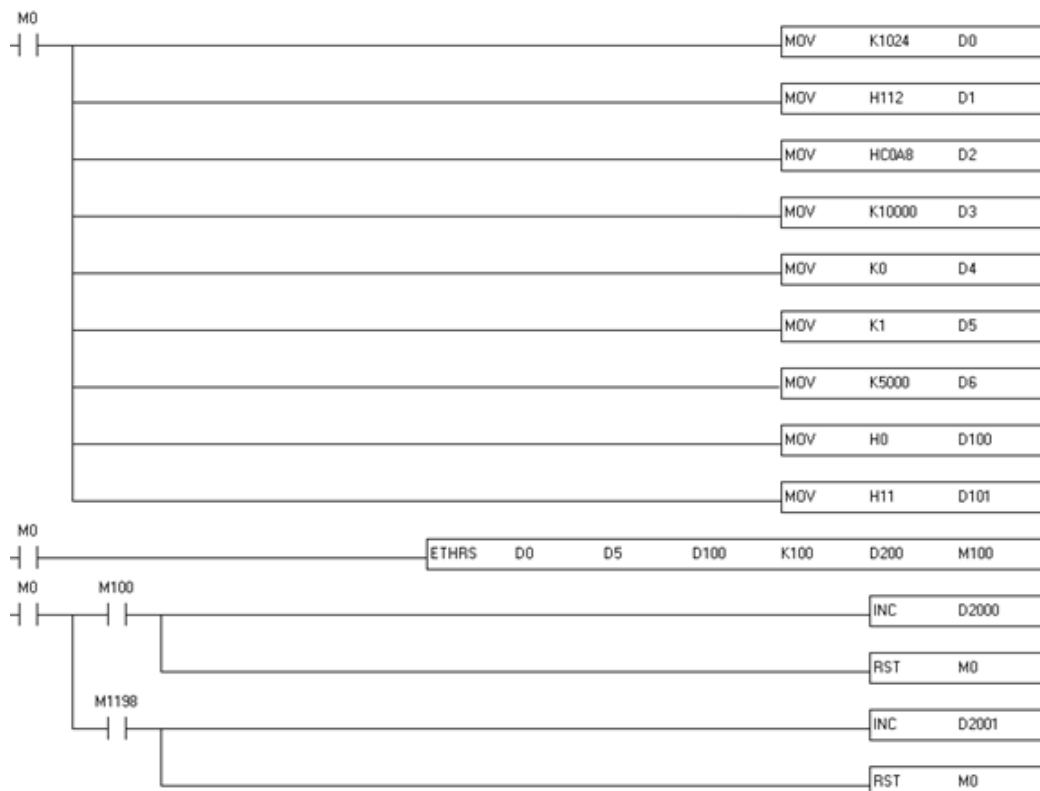 M0
MOV K1024 D0
MOV H112 D1
MOV HC0A8 D2
MOV K10000 D3
MOV K0 D4
MOV K1 D5
MOV K5000 D6
MOV H0 D100
MOV H11 D101
M0
ETHRS D0 D5 D100 K100 D200 M100
M0 M100
INC D2000
RST M0
M1198
INC D2001
RST M0